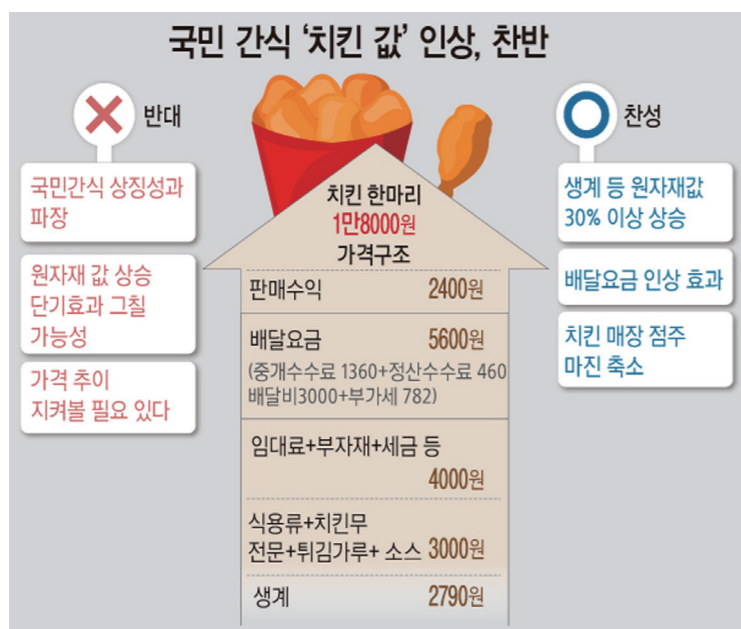 국민 간식 ‘치킨 값’ 인상, 찬반
반대
국민간식 상징성과
파장
원자재 값 상승
단기효과 그칠
가능성
가격 추이
지켜볼 필요 있다
치킨 한마리
1만8000원
가격구조
판매수익 2400원
배달요금 5600원
(중개수수료 1360+정산수수료 460
배달비3000+부가세 782)
임대료+부자재+세금 등
4000원
식용류+치킨무
전문+튀김가루+ 소스 3000원
생계 2790원
찬성
생계 등 원자재값
30% 이상 상승
배달요금 인상 효과
치킨 매장 점주
마진 축소